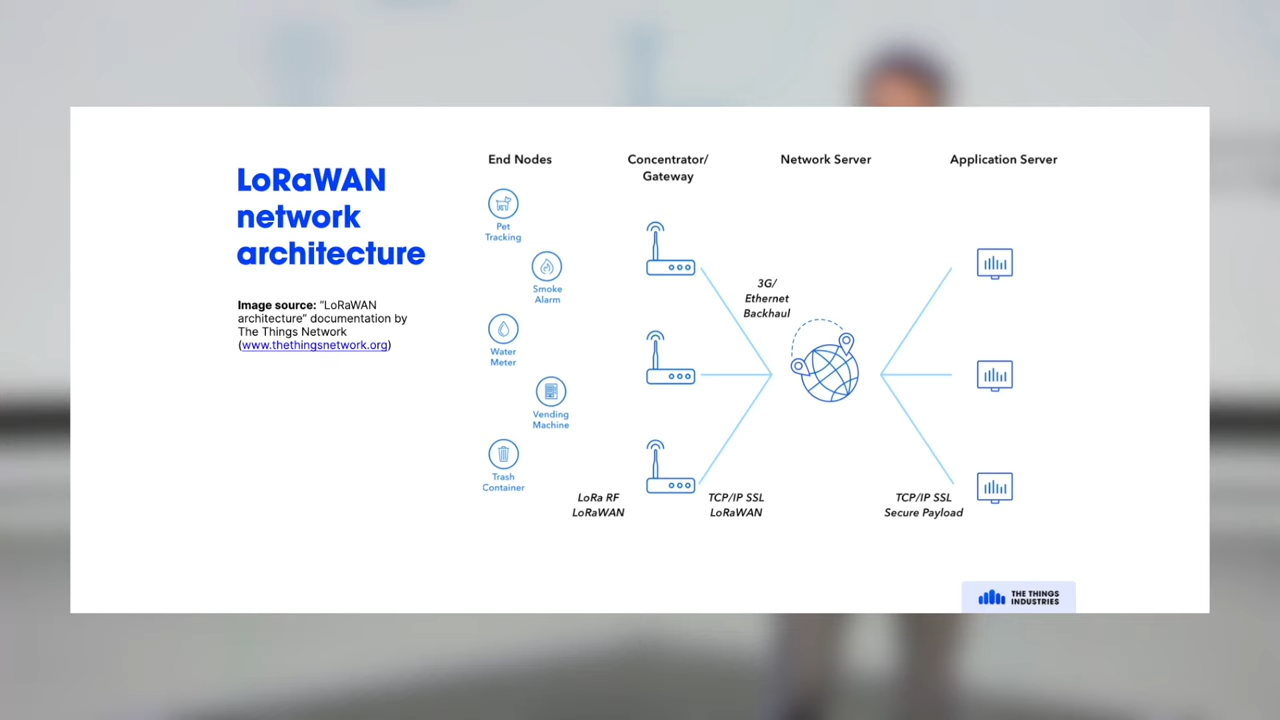 LoRaWAN
network
architecture
Image source: "LoRaWAN
architecture" documentation by
The Things Network
(www.thethingsnetwork.org)
End Nodes
Concentrator/
Gateway
Network Server
Application Server
Pet
Tracking
Smoke
Alarm
Water
Meter
Vending
Machine
Trash
Container
3G/
Ethernet
Backhaul
LoRa RF
LoRaWAN
TCP/IP SSL
LoRaWAN
TCP/IP SSL
Secure Payload
THE THINGS
INDUSTRIES